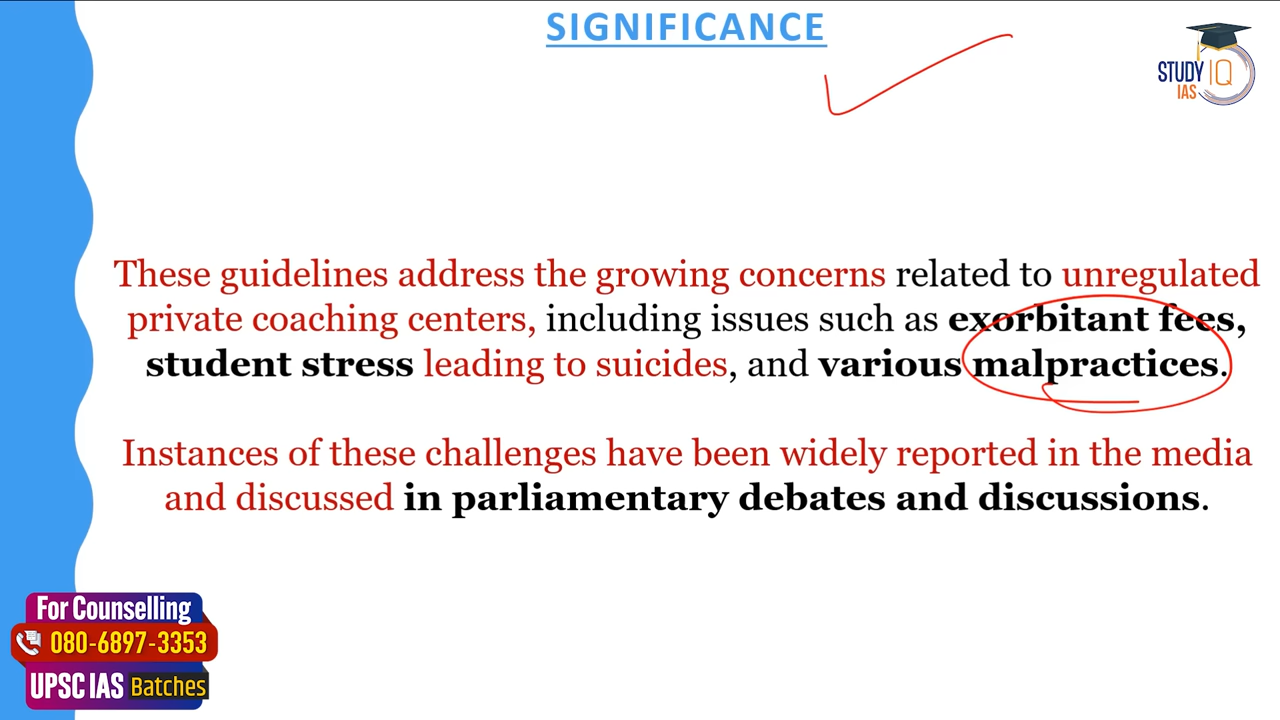 SIGNIFICANCE
STUDY IQ
IAS
These guidelines address the growing concerns related to unregulated
private coaching centers, including issues such as exorbitant fees,
student stress leading to suicides, and various malpractices.
Instances of these challenges have been widely reported in the media
and discussed in parliamentary debates and discussions.
For Counselling
080-6897-3353
UPSC IAS Batches